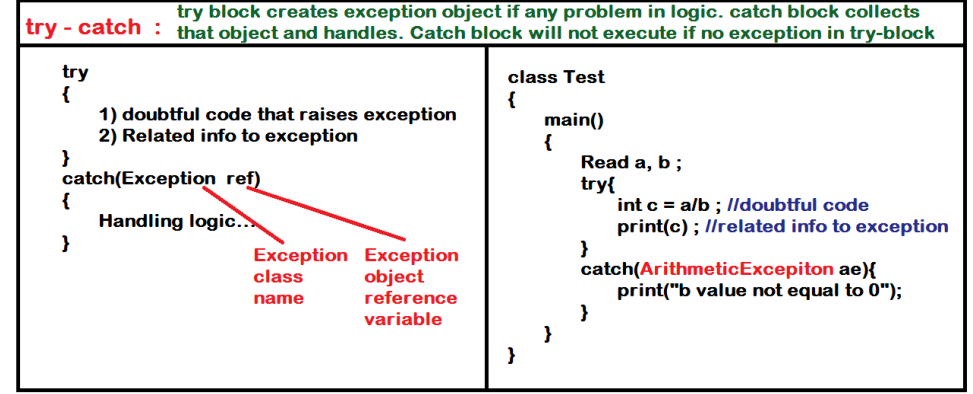 try - catch :
try block creates exception object if any problem in logic. catch block collects
that object and handles. Catch block will not execute if no exception in try-block
try
{
1) doubtful code that raises exception
2) Related info to exception
}
catch(Exception ref)
{
Handling logic...
}
Exception
class
name
Exception
object
reference
variable
class Test
{
main()
{
Read a, b ;
try{
int c = a/b ; //doubtful code
print(c) ; //related info to exception
}
catch(ArithmeticExcepiton ae){
print("b value not equal to 0");
}
}
}